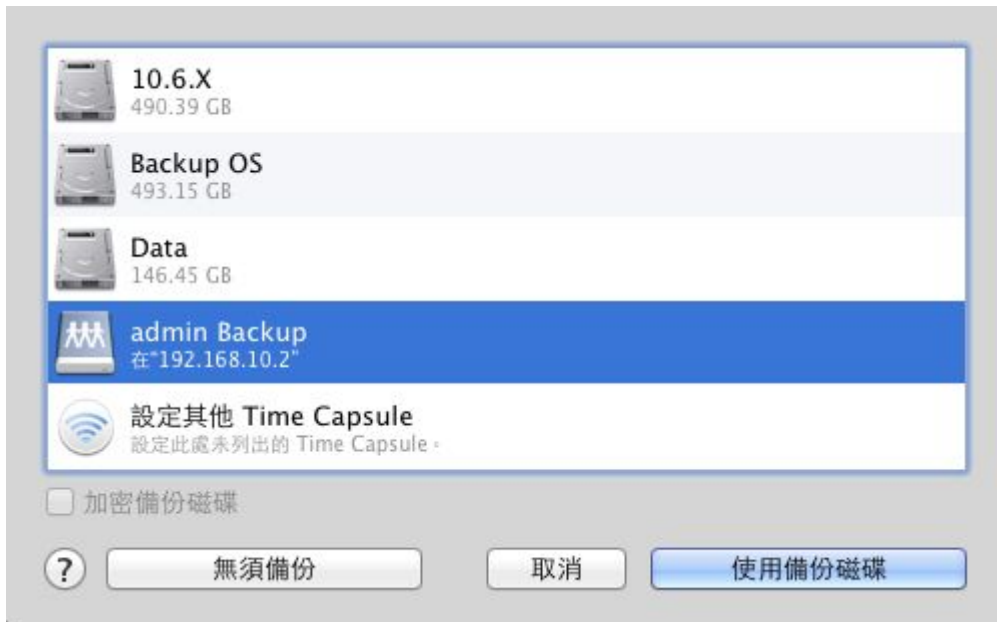 10.6.X
490.39 GB
Backup OS
493.15 GB
Data
146.45 GB
admin Backup
在"192.168.10.2"
設定其他 Time Capsule
設定此處未列出的 Time Capsule。
加密備份磁碟
?
無須備份
取消
使用備份磁碟